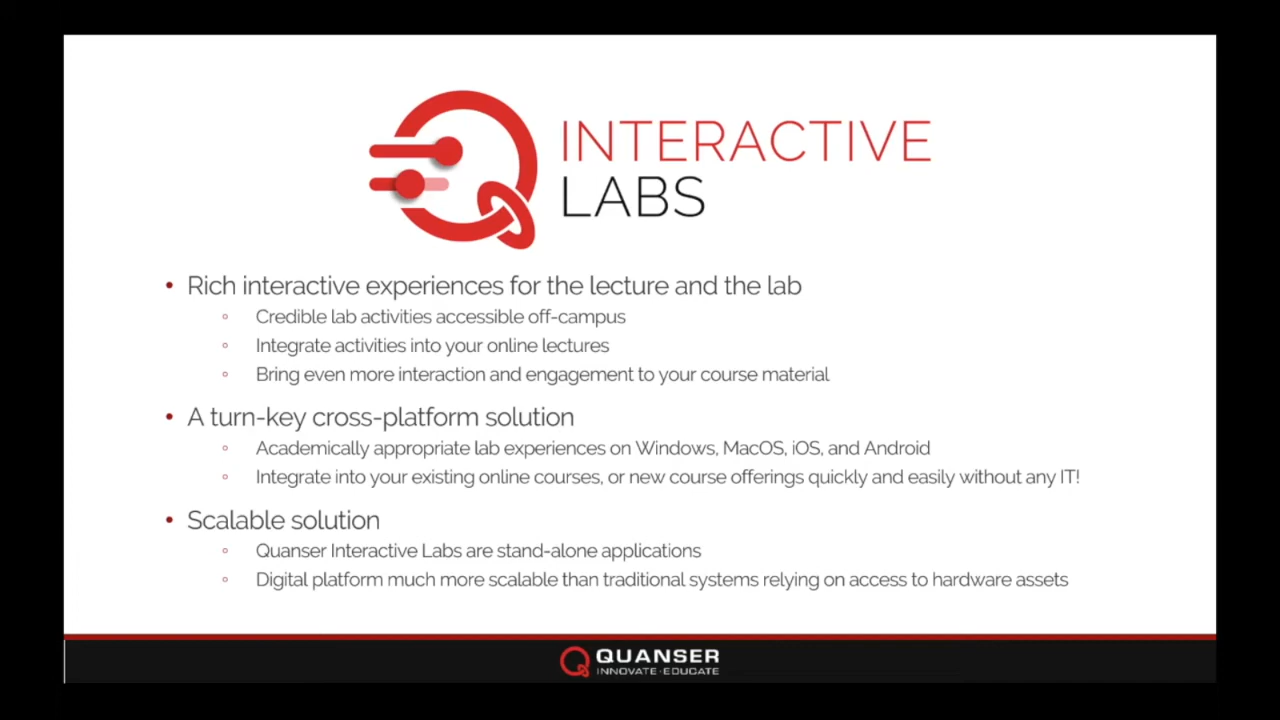 INTERACTIVE
LABS
• Rich interactive experiences for the lecture and the lab
◦ Credible lab activities accessible off-campus
◦ Integrate activities into your online lectures
◦ Bring even more interaction and engagement to your course material
• A turn-key cross-platform solution
◦ Academically appropriate lab experiences on Windows, MacOS, iOS, and Android
◦ Integrate into your existing online courses, or new course offerings quickly and easily without any IT!
• Scalable solution
◦ Quanser Interactive Labs are stand-alone applications
◦ Digital platform much more scalable than traditional systems relying on access to hardware assets
QUANSER
INNOVATE·EDUCATE